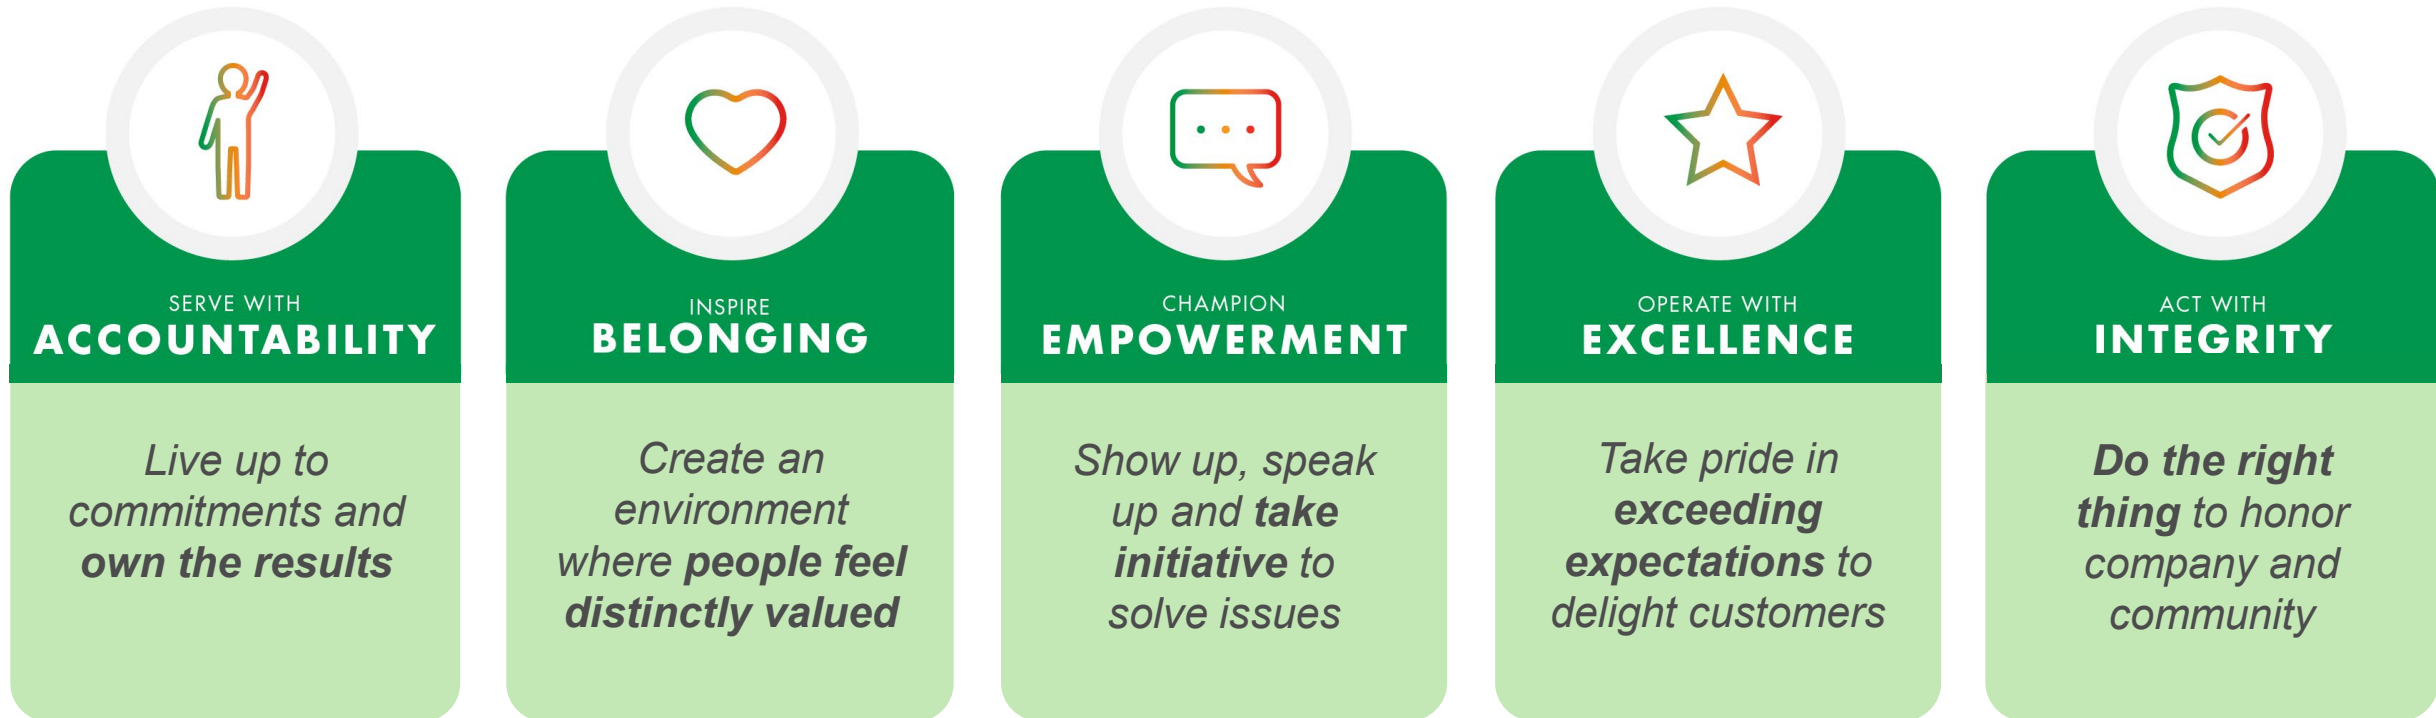 SERVE WITH
ACCOUNTABILITY
Live up to
commitments and
own the results
INSPIRE
BELONGING
Create an
environment
where people feel
distinctly valued
CHAMPION
EMPOWERMENT
Show up, speak
up and take
initiative to
solve issues
OPERATE WITH
EXCELLENCE
Take pride in
exceeding
expectations to
delight customers
ACT WITH
INTEGRITY
Do the right
thing to honor
company and
community